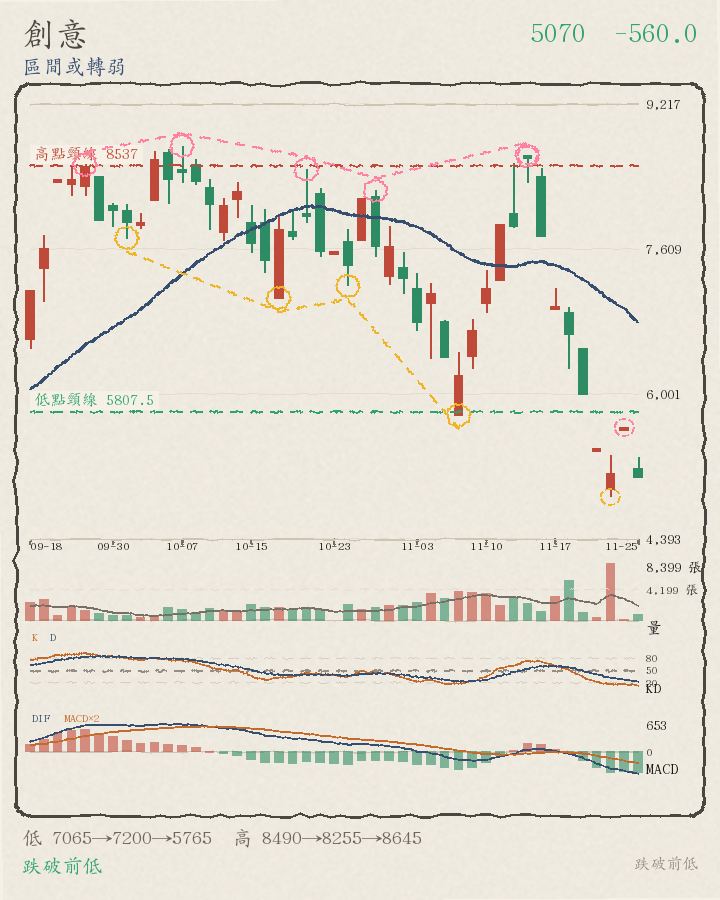 創意
5070 -560.0
區間或轉弱
9,217
高點頸線 8537
7,609
6,001
低點頸線 5807.5
4,393
09-18 09-30 10-07 10-15 10-23 11-03 11-10 11-17 11-25
8,399 張
4,199 張
量
K D
80
50
20
KD
DIF MACD×2
653
0
MACD
低 7065→7200→5765 高 8490→8255→8645
跌破前低
跌破前低